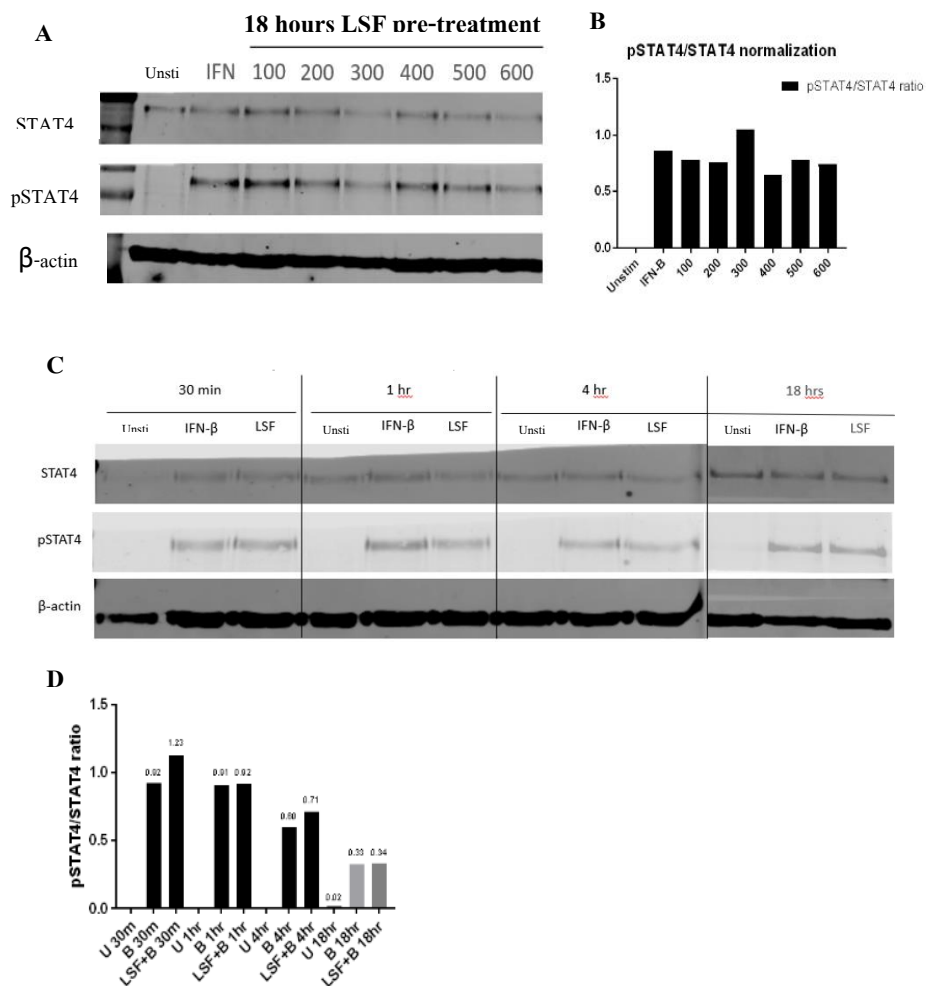 A
18 hours LSF pre-treatment
Unsti IFN 100 200 300 400 500 600
STAT4
pSTAT4
β-actin
B
pSTAT4/STAT4 normalization
1.5
pSTAT4/STAT4 ratio
1.0
0.5
0.0
Unstim IFN-B 100 200 300 400 500 600
C
30 min 1 hr 4 hr 18 hrs
Unsti IFN-β LSF Unsti IFN-β LSF Unsti IFN-β LSF Unsti IFN-β LSF
STAT4
pSTAT4
β-actin
D
pSTAT4/STAT4 ratio
1.5
1.0
0.5
0.0
0.92 1.23 0.91 0.92 0.60 0.71 0.02 0.33 0.34
U 30m B 30m LSF+B 30m U 1hr B 1hr LSF+B 1hr U 4hr B 4hr LSF+B 4hr U 18hr B 18hr LSF+B 18hr